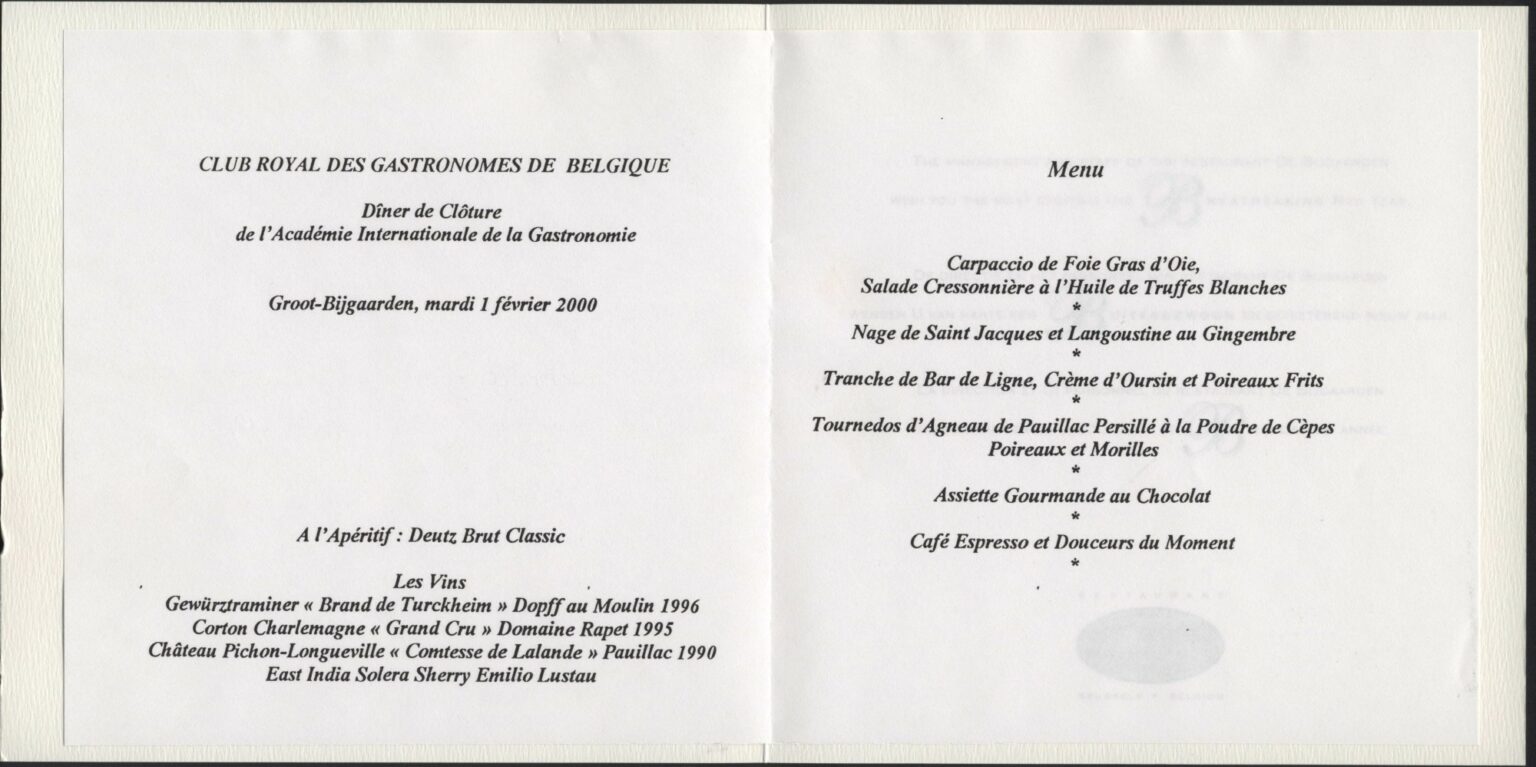 CLUB ROYAL DES GASTRONOMES DE BELGIQUE
Dîner de Clôture
de l'Académie Internationale de la Gastronomie
Groot-Bijgaarden, mardi 1 février 2000
A l'Apéritif : Deutz Brut Classic
Les Vins
Gewürztraminer « Brand de Turckheim » Dopff au Moulin 1996
Corton Charlemagne « Grand Cru » Domaine Rapet 1995
Château Pichon-Longueville « Comtesse de Lalande » Pauillac 1990
East India Solera Sherry Emilio Lustau
Menu
Carpaccio de Foie Gras d'Oie,
Salade Cressonnière à l'Huile de Truffes Blanches
*
Nage de Saint Jacques et Langoustine au Gingembre
*
Tranche de Bar de Ligne, Crème d'Oursin et Poireaux Frits
*
Tournedos d'Agneau de Pauillac Persillé à la Poudre de Cèpes
Poireaux et Morilles
*
Assiette Gourmande au Chocolat
*
Café Espresso et Douceurs du Moment
*